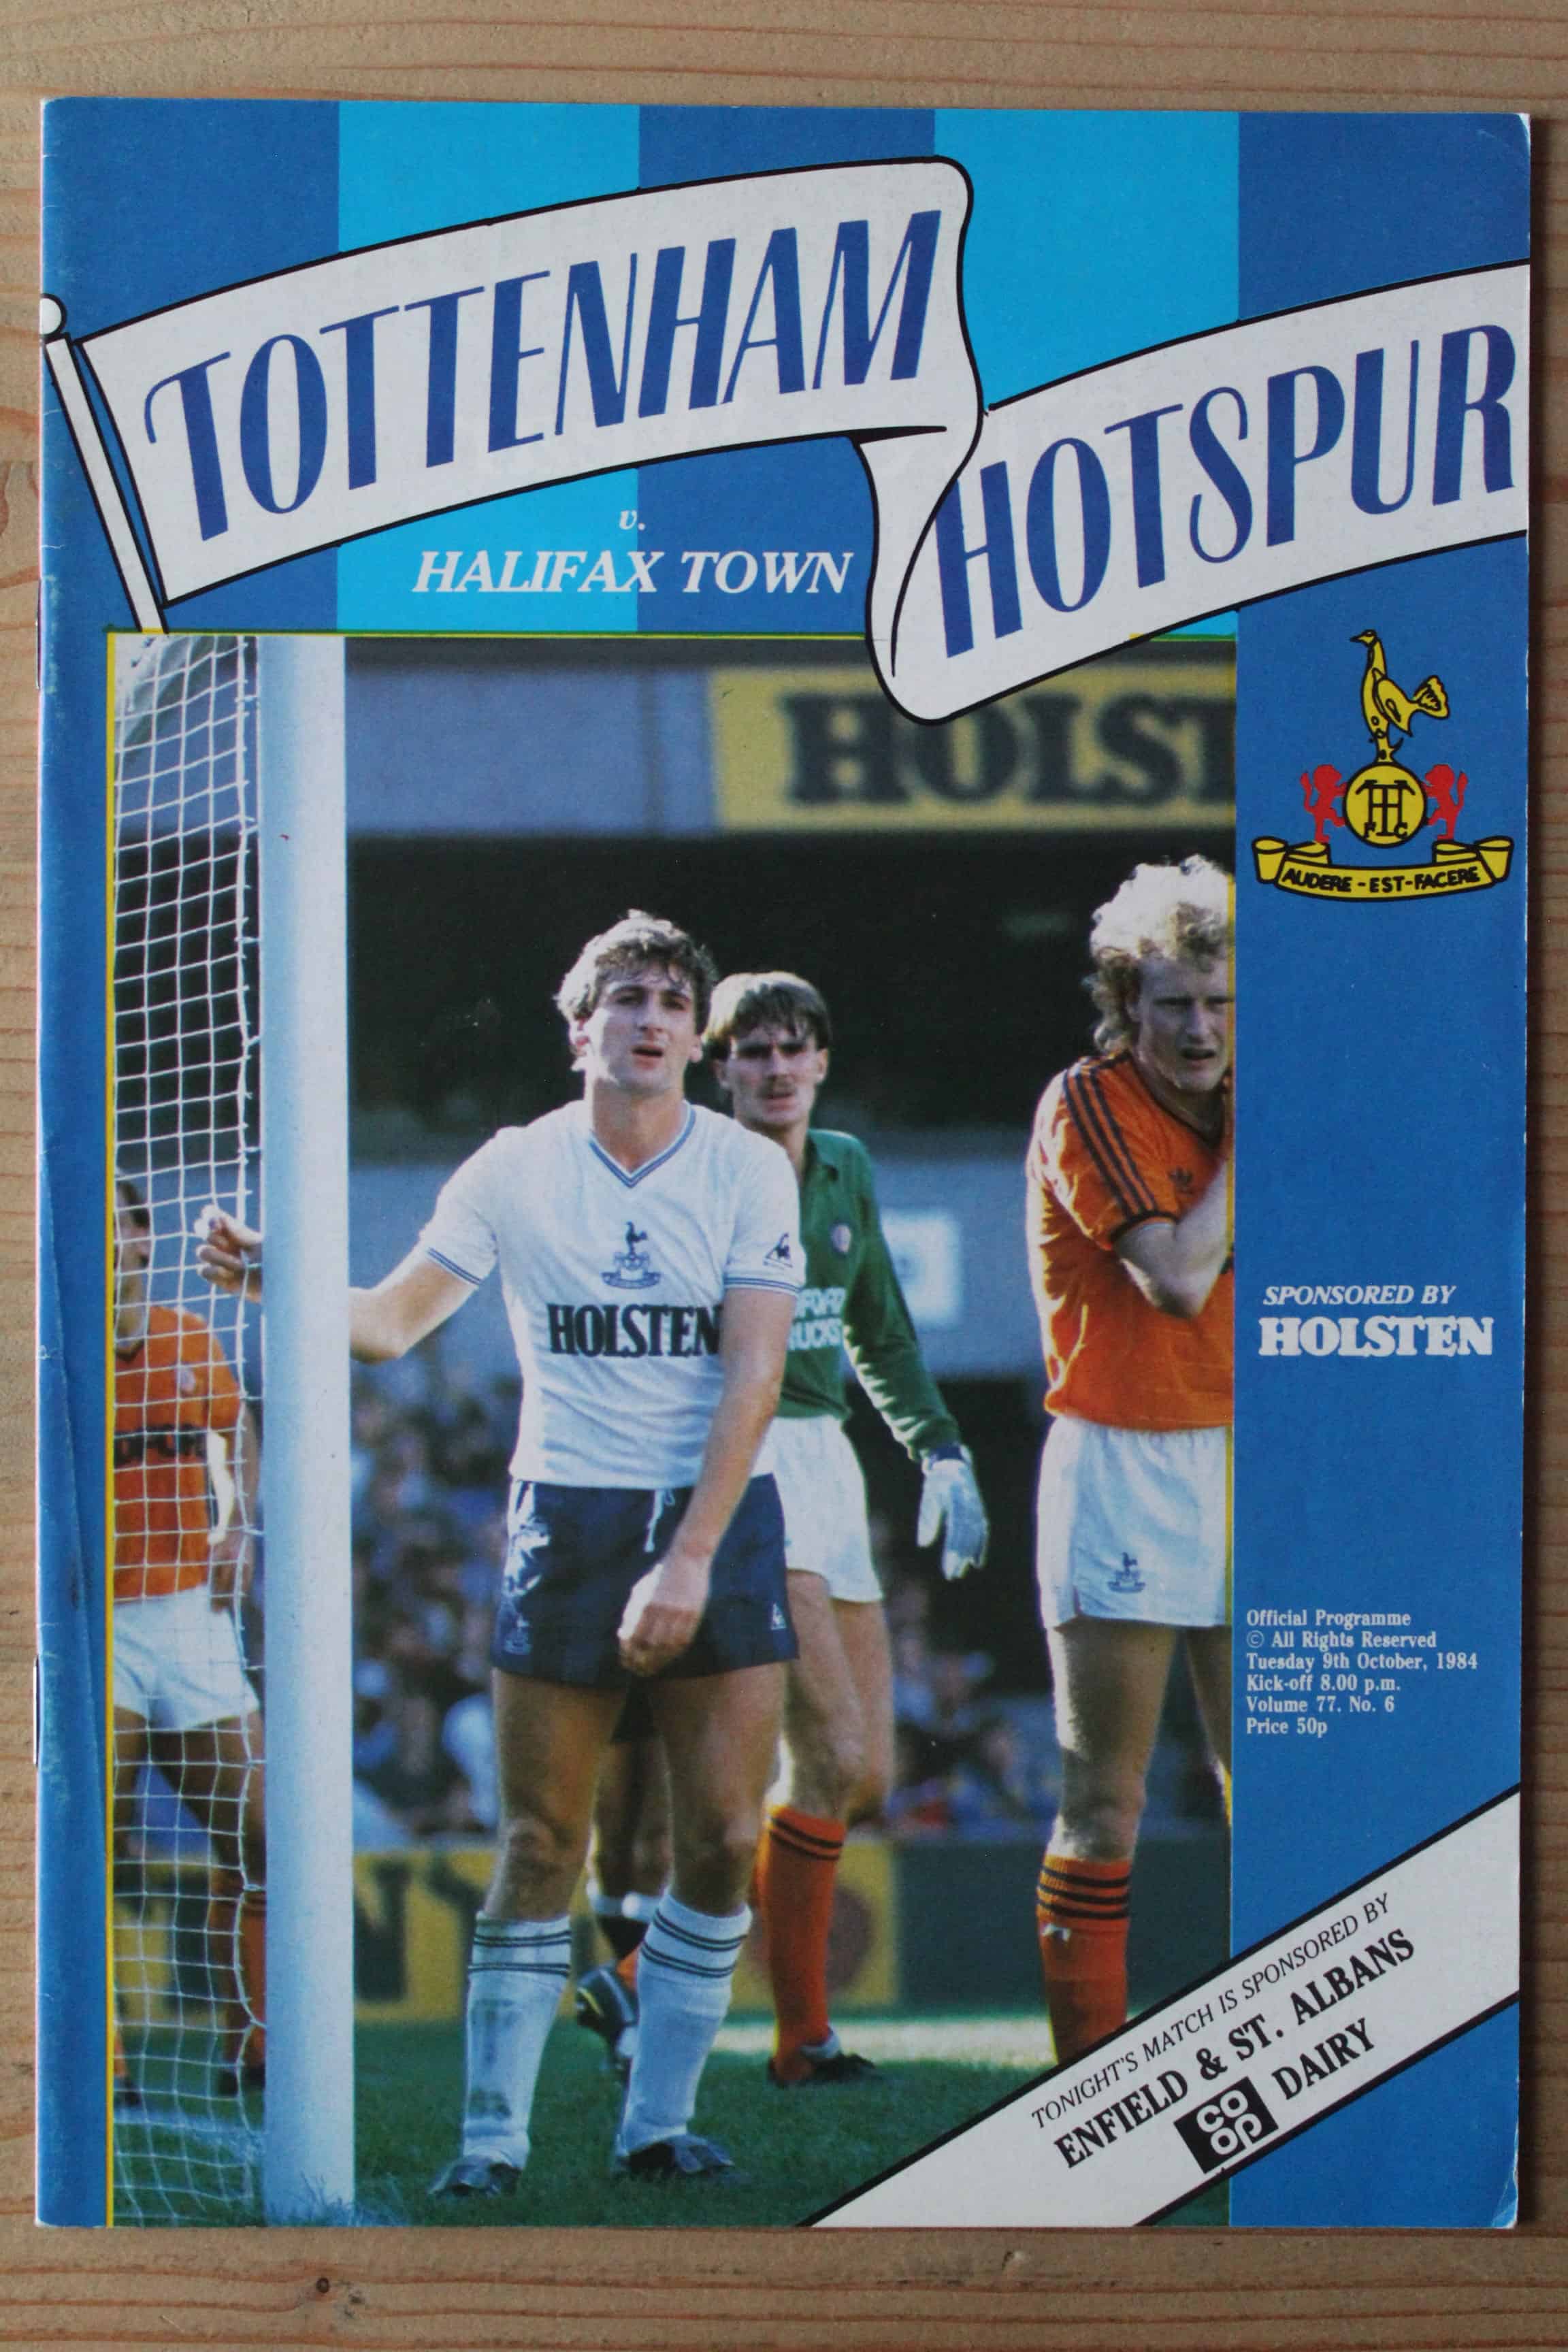 TOTTENHAM
HOTSPUR
v.
HALIFAX TOWN
HOLST
THFC
AUDERE - EST - FACERE
HOLSTEN
SPONSORED BY
HOLSTEN
Official Programme
© All Rights Reserved
Tuesday 9th October, 1984
Kick-off 8.00 p.m.
Volume 77. No. 6
Price 50p
TONIGHT'S MATCH IS SPONSORED BY
ENFIELD & ST. ALBANS
CO OP DAIRY